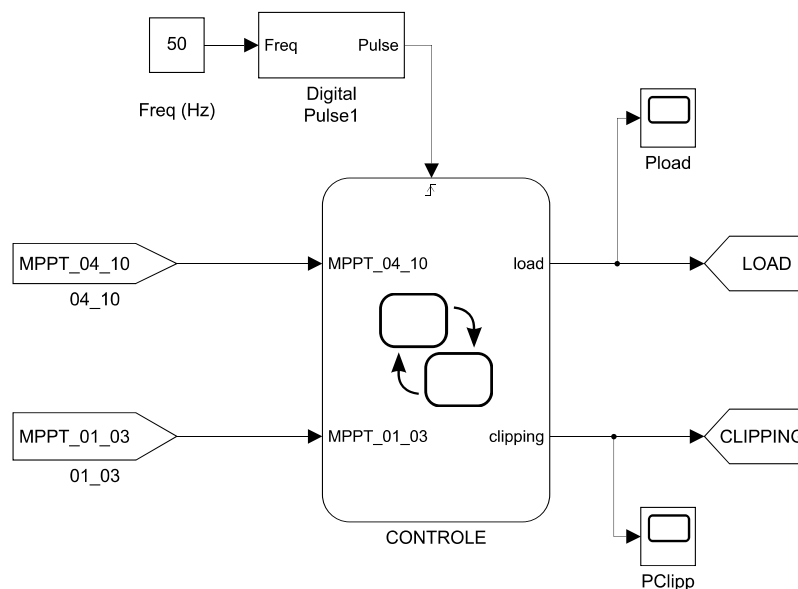 50
Freq
Pulse
Freq (Hz)
Digital
Pulse1
Pload
MPPT_04_10
04_10
MPPT_04_10
load
LOAD
MPPT_01_03
01_03
MPPT_01_03
clipping
CLIPPING
CONTROLE
PClipp